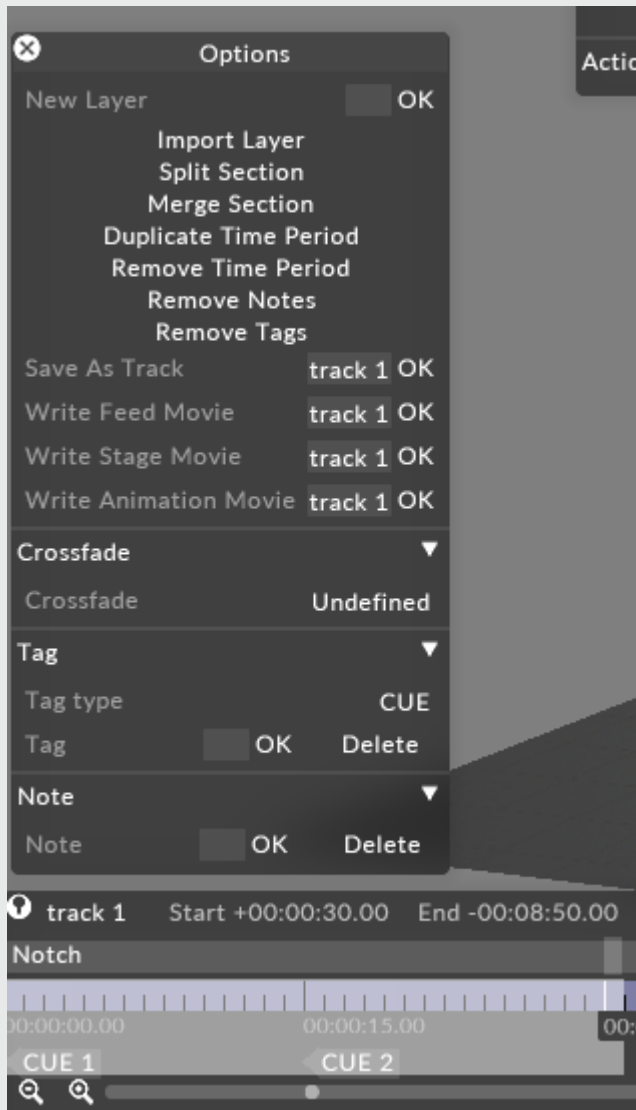 Options
Actio
New Layer OK
Import Layer
Split Section
Merge Section
Duplicate Time Period
Remove Time Period
Remove Notes
Remove Tags
Save As Track track 1 OK
Write Feed Movie track 1 OK
Write Stage Movie track 1 OK
Write Animation Movie track 1 OK
Crossfade
Crossfade Undefined
Tag
Tag type CUE
Tag OK Delete
Note
Note OK Delete
track 1 Start +00:00:30.00 End -00:08:50.00
Notch
00:00:00.00 00:00:15.00 00:
CUE 1 CUE 2